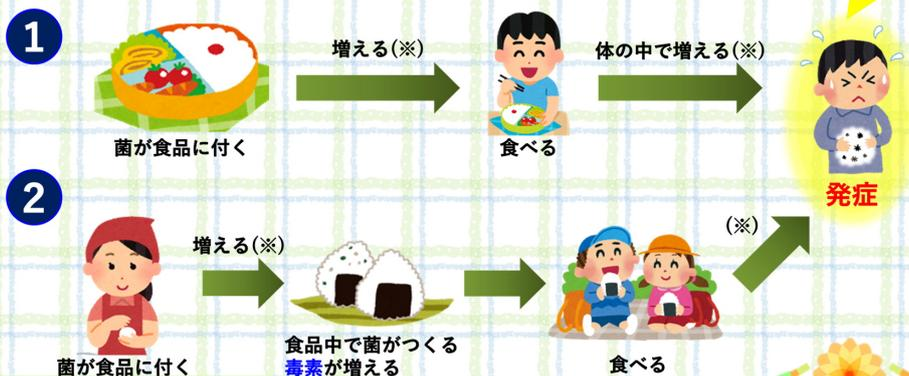 1
増える(※)
体の中で増える(※)
菌が食品に付く
食べる
発症
2
増える(※)
(※)
菌が食品に付く
食品中で菌がつくる
毒素が増える
食べる